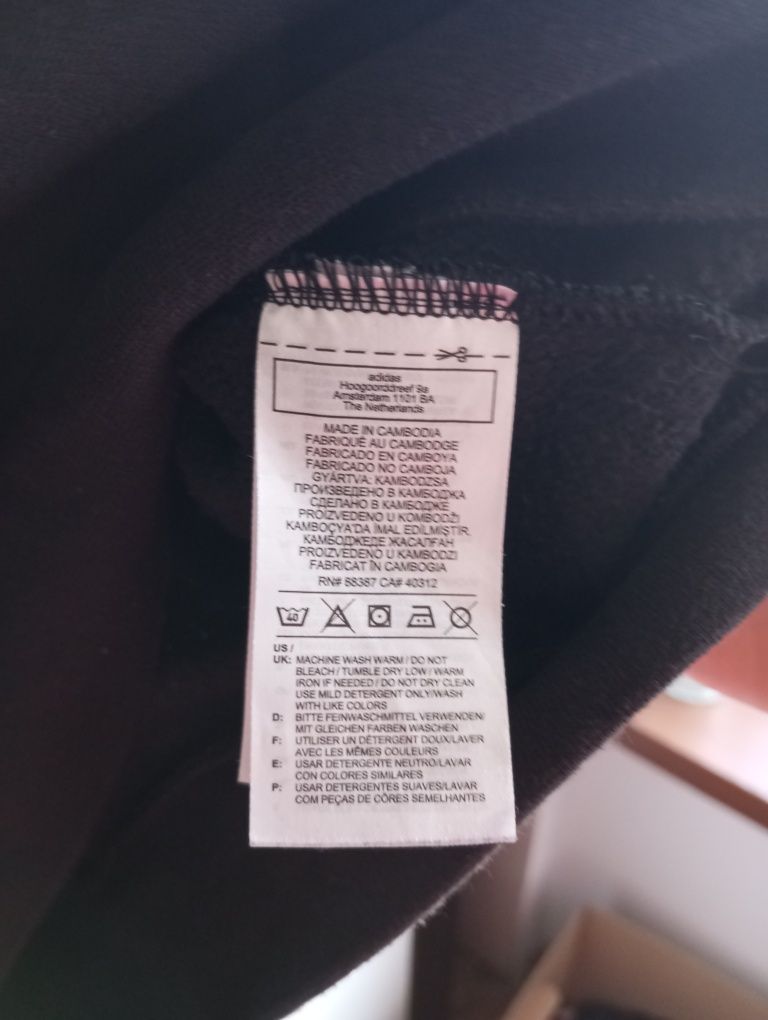 adidas
Hoogoorddreef 9a
Amsterdam 1101 BA
The Netherlands
MADE IN CAMBODIA
FABRIQUÉ AU CAMBODGE
FABRICADO EN CAMBOYA
FABRICADO NO CAMBOJA
GYÁRTVA: KAMBODZSA
ПРОИЗВЕДЕНО В КАМБОДЖА
СДЕЛАНО В КАМБОДЖЕ
PROIZVEDENO U KOMBODŽI
KAMBOÇYA'DA İMAL EDİLMİŞTİR.
КАМБОДЖЕДЕ ЖАСАЛҒАН
PROIZVEDENO U KAMBODZI
FABRICAT ÎN CAMBOGIA
RN# 88387 CA# 40312
40
US /
UK: MACHINE WASH WARM / DO NOT
BLEACH / TUMBLE DRY LOW / WARM
IRON IF NEEDED / DO NOT DRY CLEAN
USE MILD DETERGENT ONLY/WASH
WITH LIKE COLORS
D: BITTE FEINWASCHMITTEL VERWENDEN/
MIT GLEICHEN FARBEN WASCHEN
F: UTILISER UN DÉTERGENT DOUX/LAVER
AVEC LES MÊMES COULEURS
E: USAR DETERGENTE NEUTRO/LAVAR
CON COLORES SIMILARES
P: USAR DETERGENTES SUAVES/LAVAR
COM PEÇAS DE CÔRES SEMELHANTES